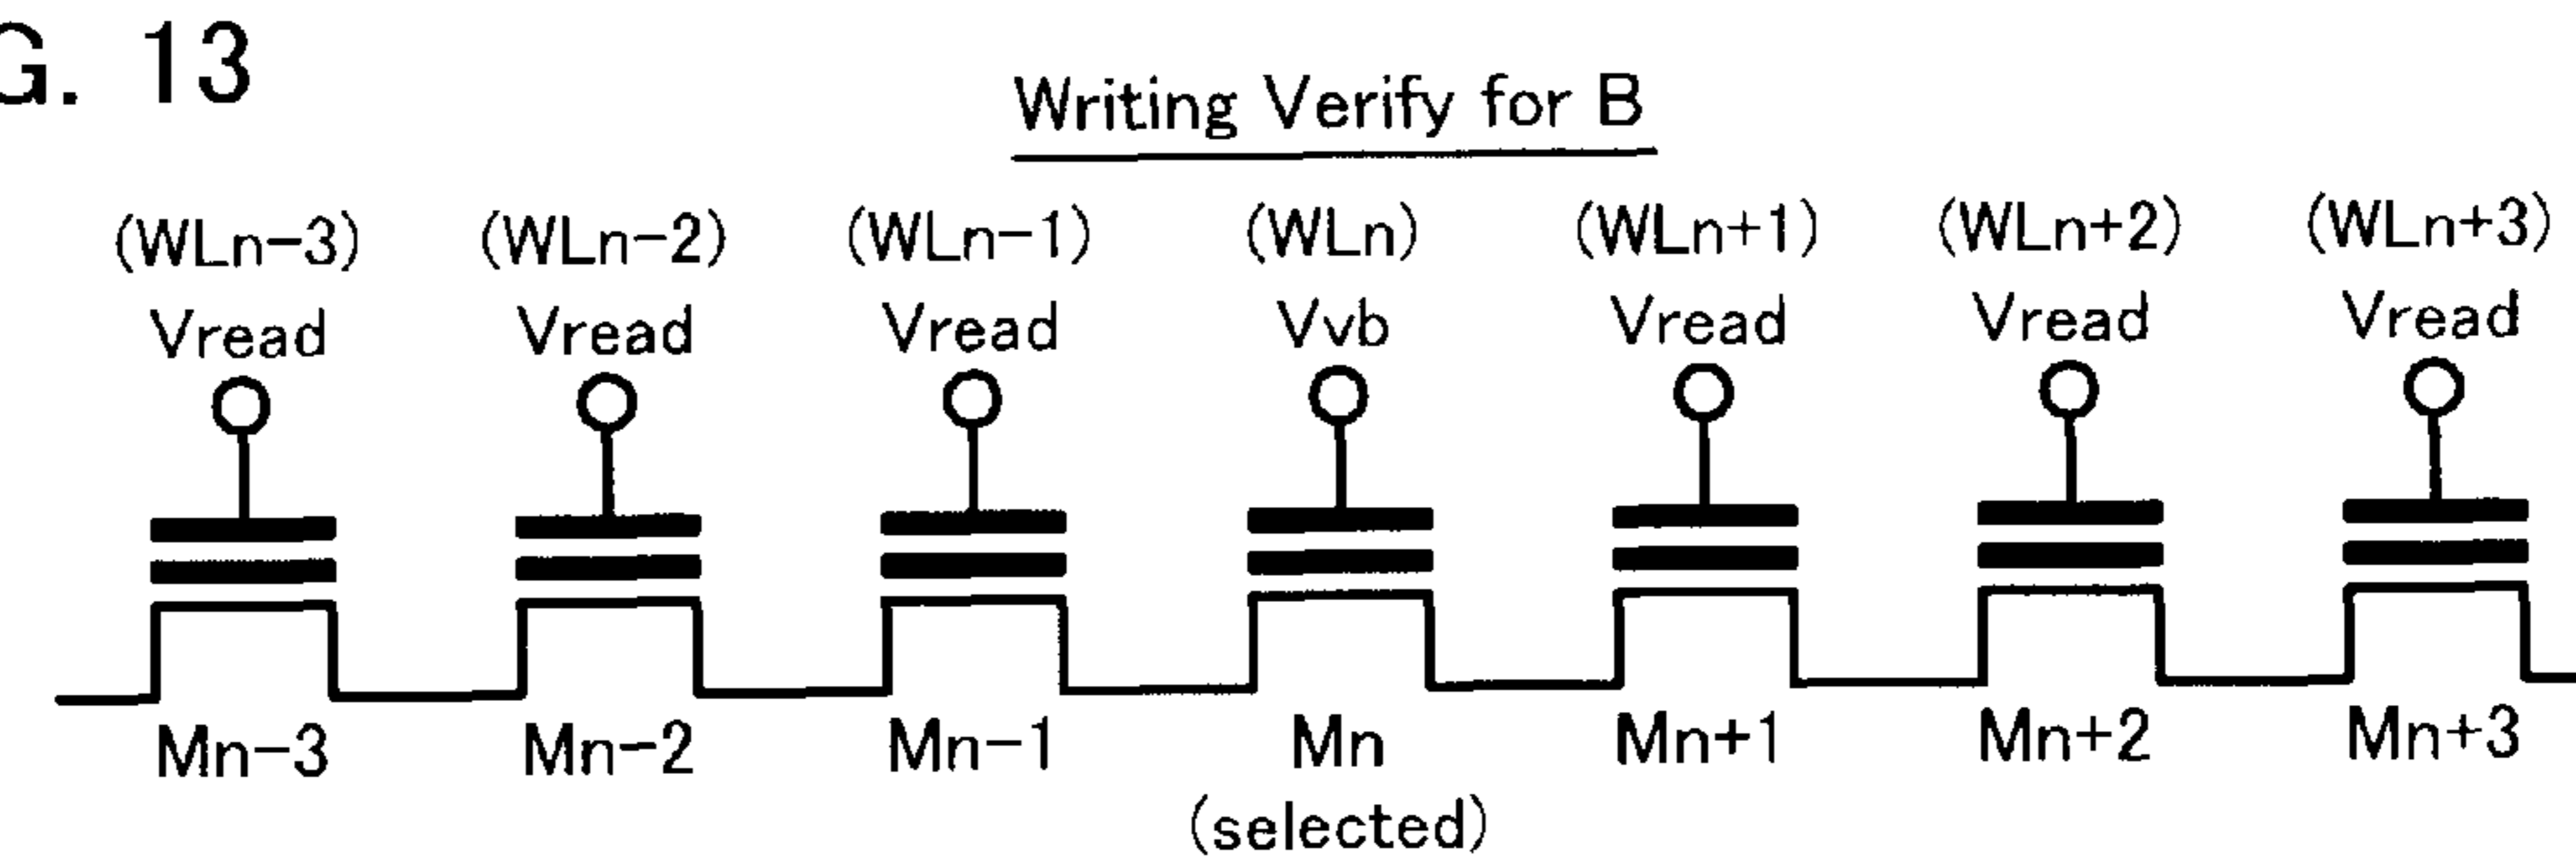 G. 13
Writing Verify for B
(WLn-3) (WLn-2) (WLn-1) (WLn) (WLn+1) (WLn+2) (WLn+3)
Vread Vread Vread Vvb Vread Vread Vread
Mn-3 Mn-2 Mn-1 Mn Mn+1 Mn+2 Mn+3
(selected)